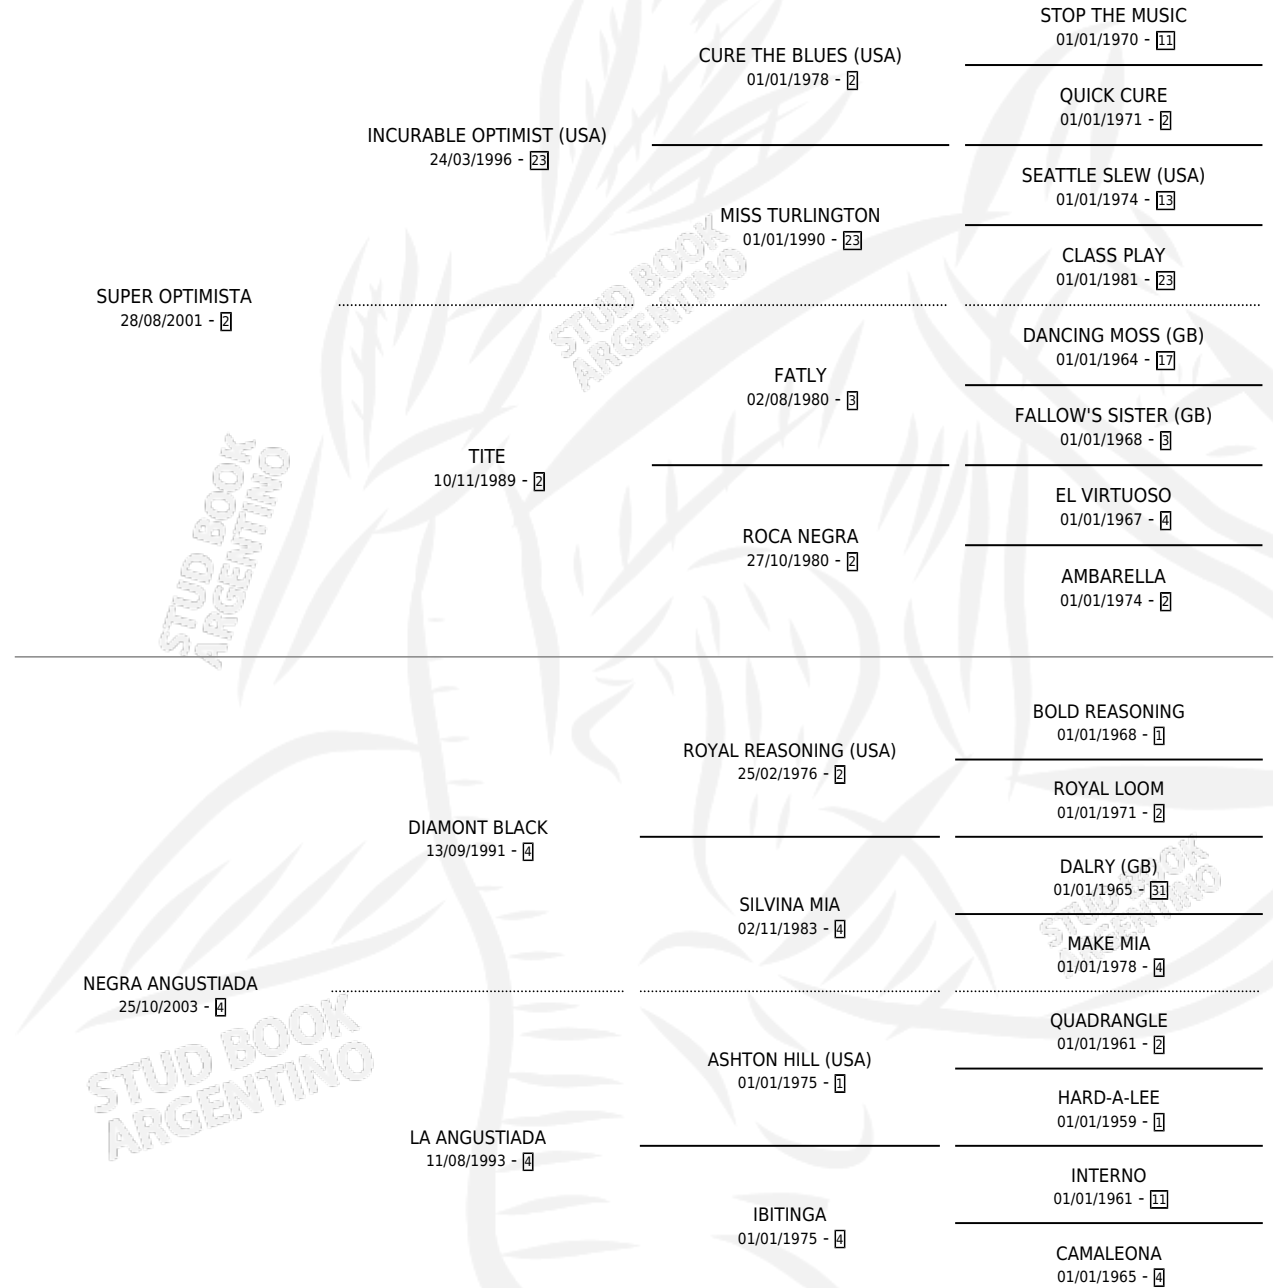 STOP THE MUSIC
01/01/1970 - 11
CURE THE BLUES (USA)
01/01/1978 - 2
QUICK CURE
01/01/1971 - 2
INCURABLE OPTIMIST (USA)
24/03/1996 - 23
SEATTLE SLEW (USA)
01/01/1974 - 13
MISS TURLINGTON
01/01/1990 - 23
CLASS PLAY
01/01/1981 - 23
SUPER OPTIMISTA
28/08/2001 - 2
STUD BOOK
ARGENTINO
DANCING MOSS (GB)
01/01/1964 - 17
FATLY
02/08/1980 - 3
FALLOW'S SISTER (GB)
01/01/1968 - 3
TITE
10/11/1989 - 2
EL VIRTUOSO
01/01/1967 - 4
ROCA NEGRA
27/10/1980 - 2
AMBARELLA
01/01/1974 - 2
STUD BOOK
ARGENTINO
BOLD REASONING
01/01/1968 - 1
ROYAL REASONING (USA)
25/02/1976 - 2
ROYAL LOOM
01/01/1971 - 2
DIAMONT BLACK
13/09/1991 - 4
DALRY (GB)
01/01/1965 - 31
SILVINA MIA
02/11/1983 - 4
STUD BOOK
ARGENTINO
MAKE MIA
01/01/1978 - 4
NEGRA ANGUSTIADA
25/10/2003 - 4
QUADRANGLE
01/01/1961 - 2
ASHTON HILL (USA)
01/01/1975 - 1
STUD BOOK
ARGENTINO
HARD-A-LEE
01/01/1959 - 1
LA ANGUSTIADA
11/08/1993 - 4
INTERNO
01/01/1961 - 11
IBITINGA
01/01/1975 - 4
CAMALEONA
01/01/1965 - 4